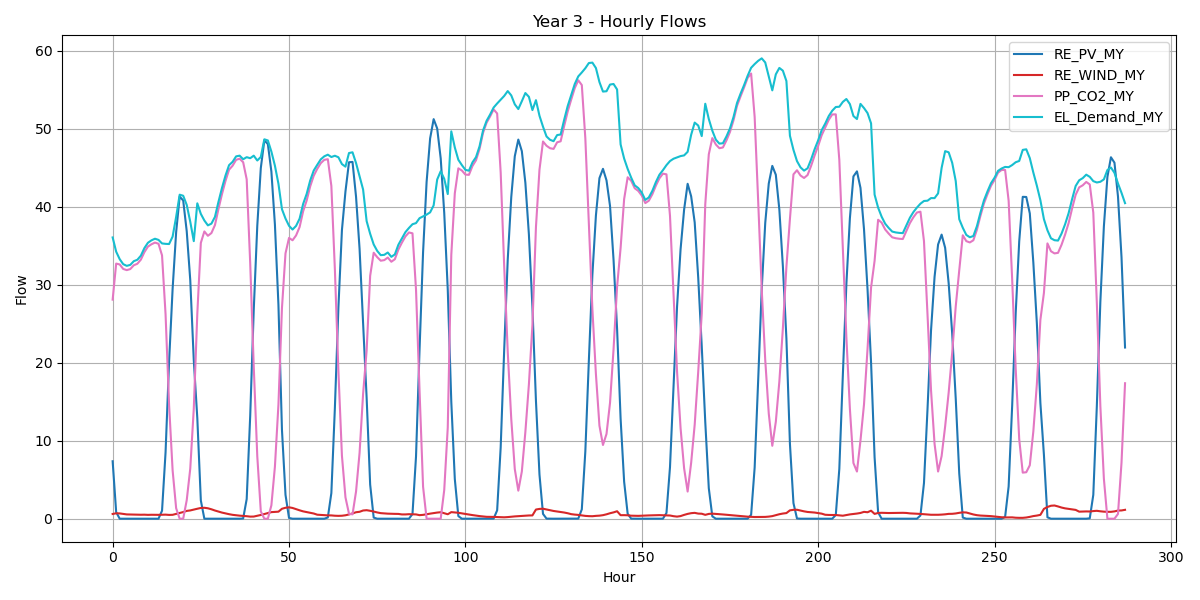 Year 3 - Hourly Flows
RE_PV_MY
RE_WIND_MY
PP_CO2_MY
EL_Demand_MY
Flow
60
50
40
30
20
10
0
0 50 100 150 200 250 300
Hour